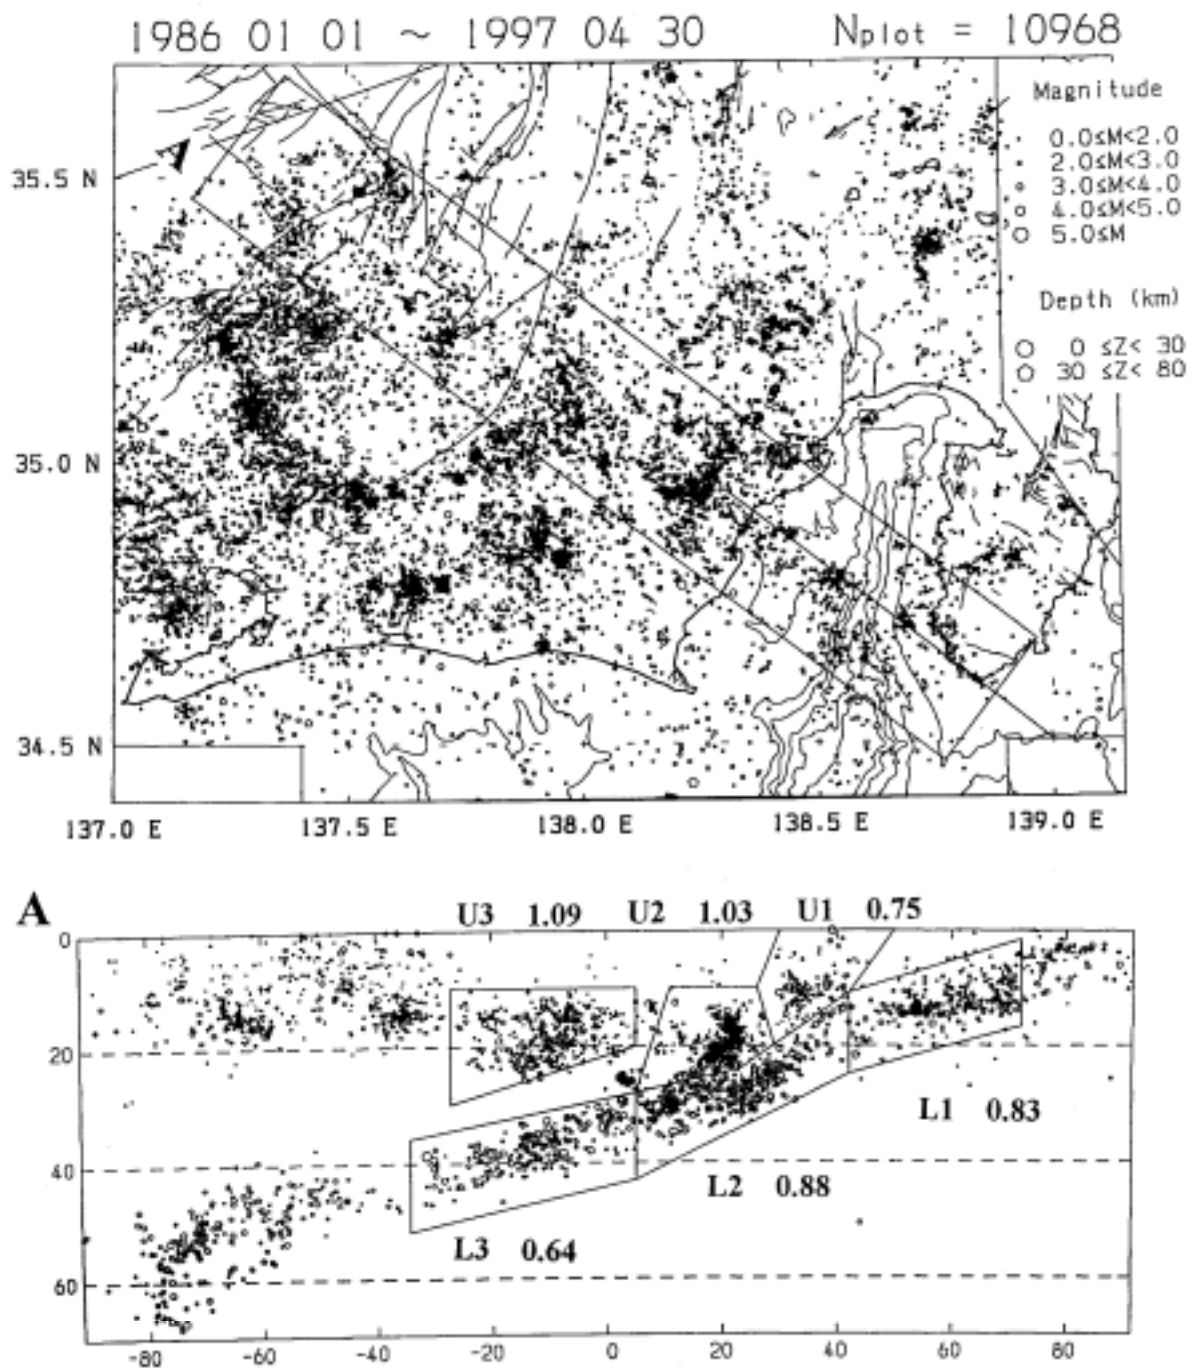 1986 01 01 ~ 1997 04 30 Nplot = 10968
Magnitude
0.0≤M<2.0
2.0≤M<3.0
3.0≤M<4.0
4.0≤M<5.0
5.0≤M
Depth (km)
0 ≤Z< 30
30 ≤Z< 80
A
35.5 N
35.0 N
34.5 N
137.0 E 137.5 E 138.0 E 138.5 E 139.0 E
A
U3 1.09 U2 1.03 U1 0.75
0
20
40
60
L1 0.83
L2 0.88
L3 0.64
-80 -60 -40 -20 0 20 40 60 80